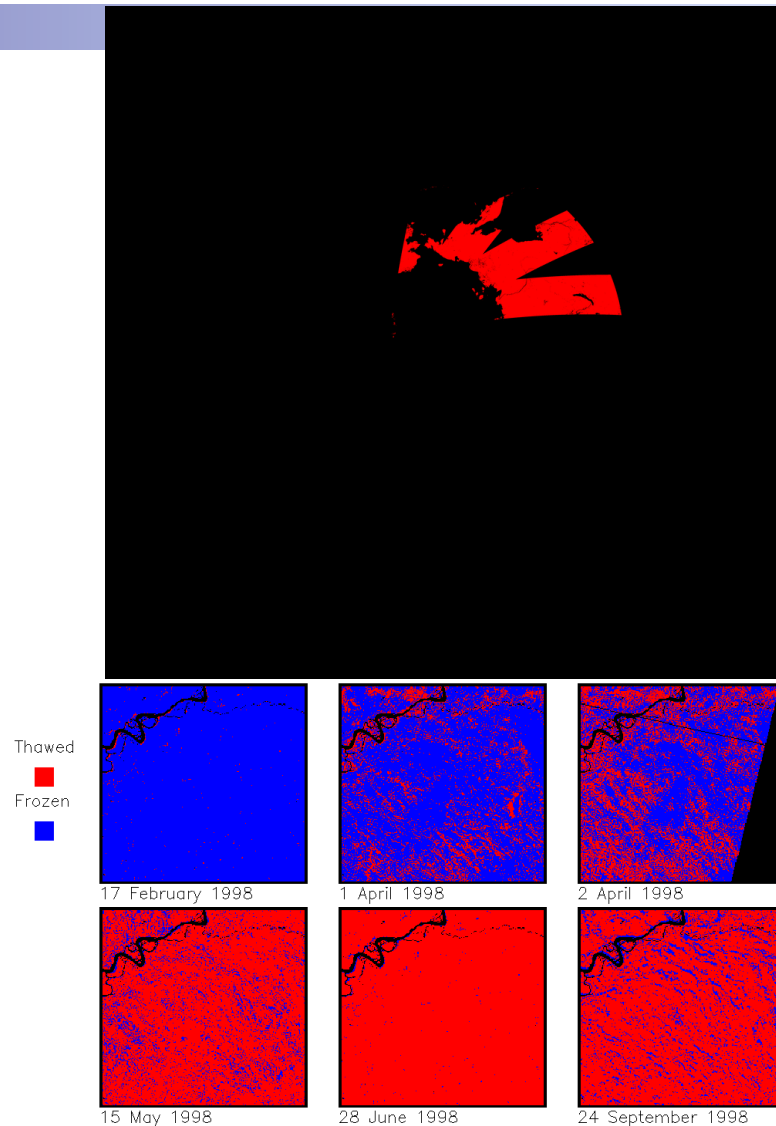 Thawed
Frozen
17 February 1998
1 April 1998
2 April 1998
15 May 1998
28 June 1998
24 September 1998